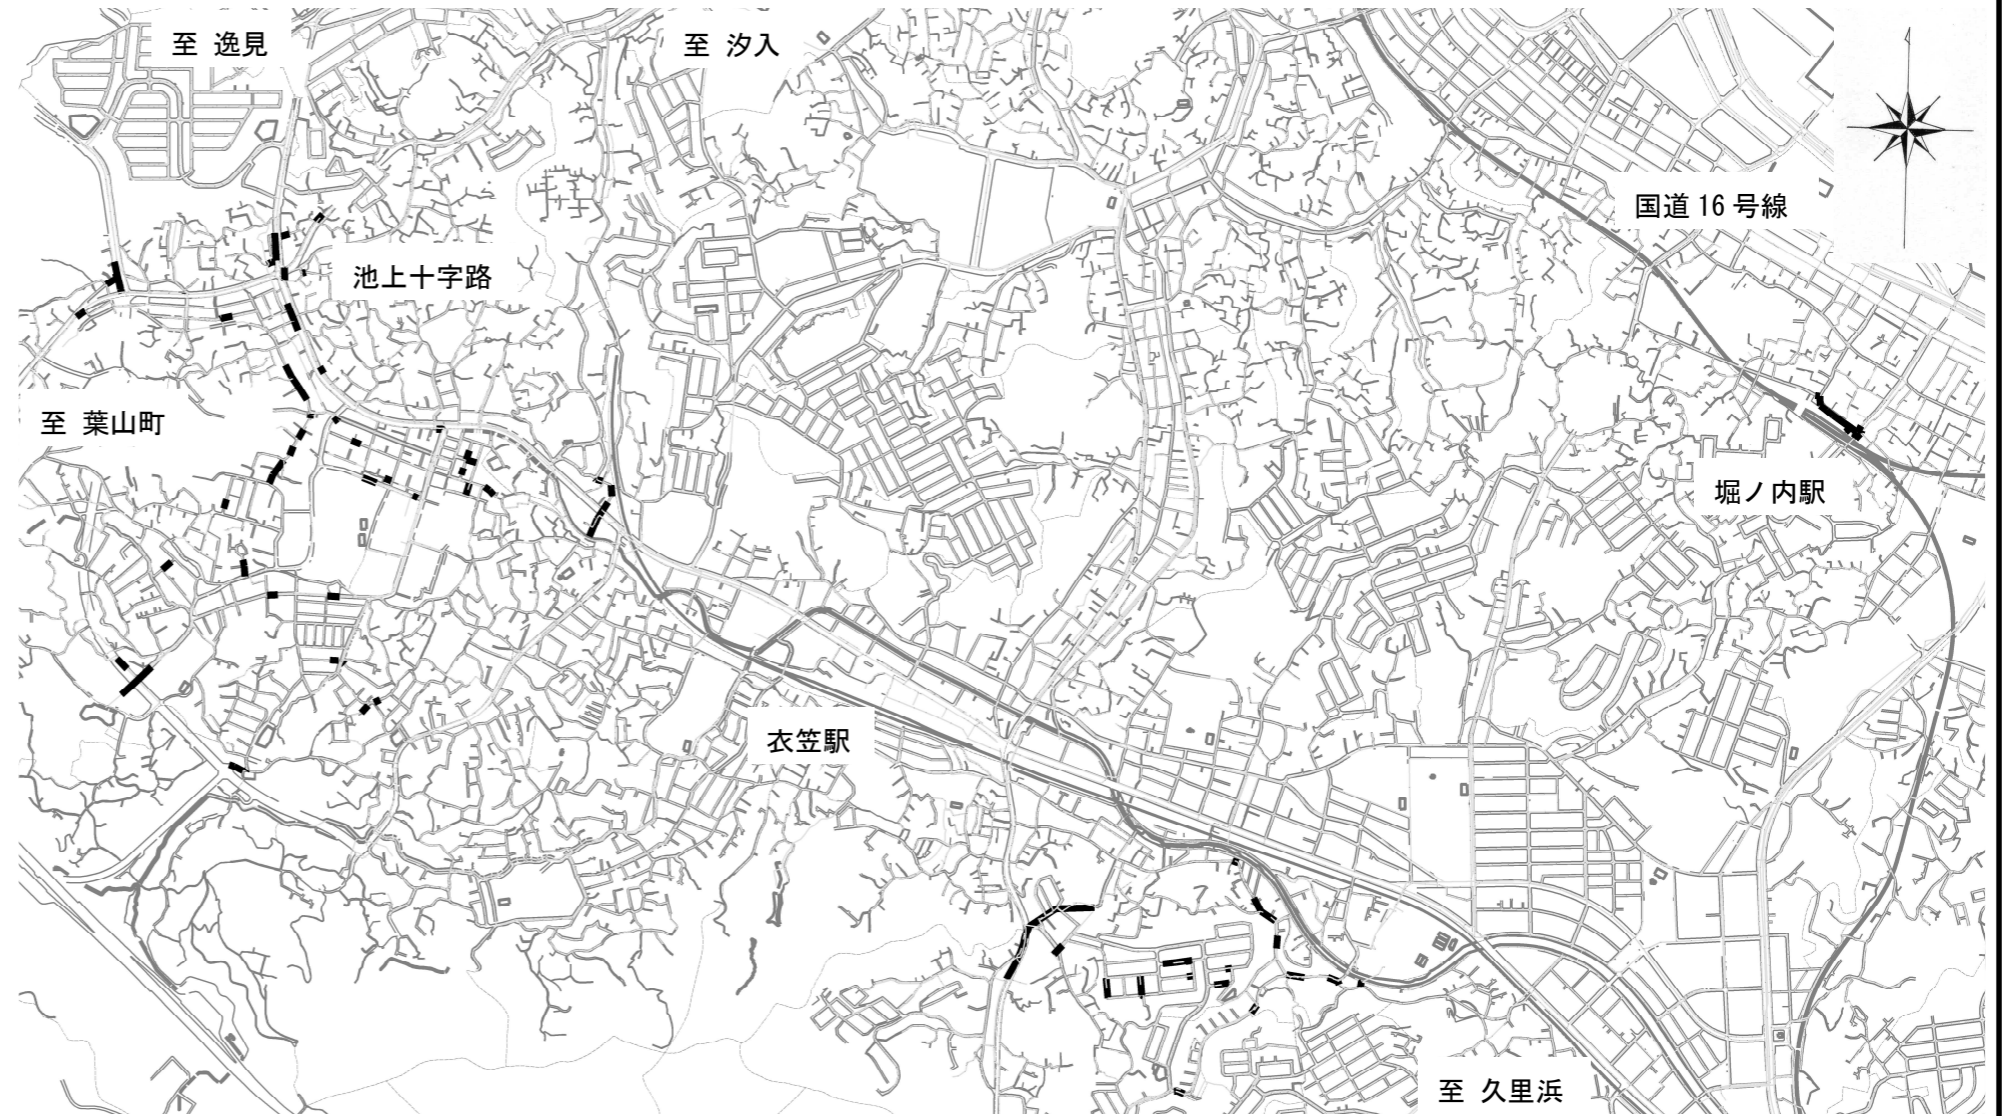 至 逸見
至 汐入
国道 16 号線
池上十字路
至 葉山町
堀ノ内駅
衣笠駅
至 久里浜